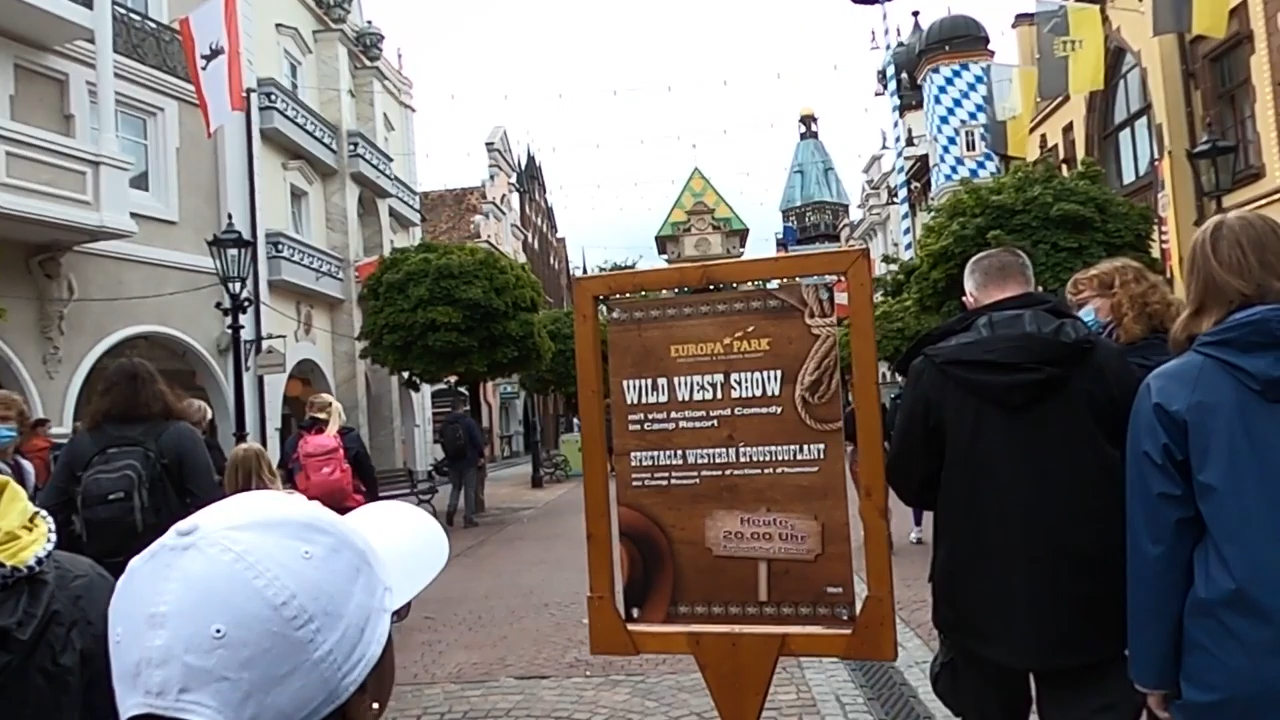 EUROPA PARK
WILD WEST SHOW
mit viel Action und Comedy
im Camp Resort
SPECTACLE WESTERN ÉPOUSTOUFLANT
avec une bonne dose d'action et d'humour
au Camp Resort
Heute,
20.00 Uhr